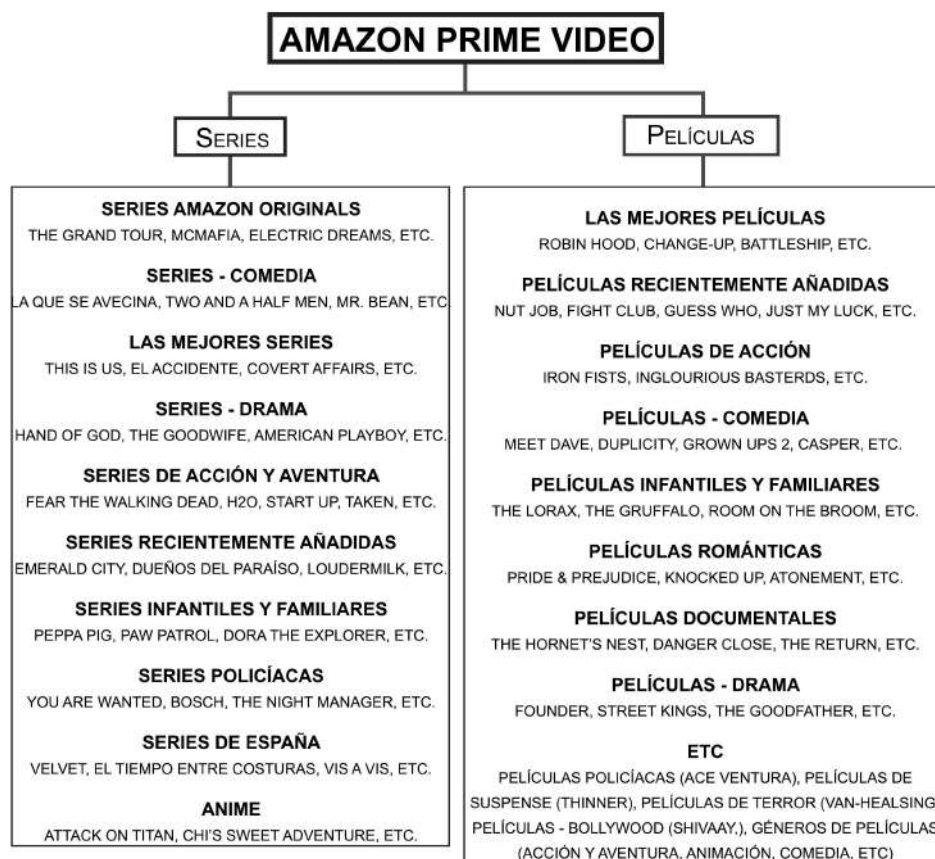 AMAZON PRIME VIDEO
SERIES
PELÍCULAS
SERIES AMAZON ORIGINALS
THE GRAND TOUR, MCMAFIA, ELECTRIC DREAMS, ETC.
SERIES - COMEDIA
LA QUE SE AVECINA, TWO AND A HALF MEN, MR. BEAN, ETC.
LAS MEJORES SERIES
THIS IS US, EL ACCIDENTE, COVERT AFFAIRS, ETC.
SERIES - DRAMA
HAND OF GOD, THE GOODWIFE, AMERICAN PLAYBOY, ETC.
SERIES DE ACCIÓN Y AVENTURA
FEAR THE WALKING DEAD, H2O, START UP, TAKEN, ETC.
SERIES RECIENTEMENTE AÑADIDAS
EMERALD CITY, DUEÑOS DEL PARAÍSO, LOUDERMILK, ETC.
SERIES INFANTILES Y FAMILIARES
PEPPA PIG, PAW PATROL, DORA THE EXPLORER, ETC.
SERIES POLICÍACAS
YOU ARE WANTED, BOSCH, THE NIGHT MANAGER, ETC.
SERIES DE ESPAÑA
VELVET, EL TIEMPO ENTRE COSTURAS, VIS A VIS, ETC.
ANIME
ATTACK ON TITAN, CHI'S SWEET ADVENTURE, ETC.
LAS MEJORES PELÍCULAS
ROBIN HOOD, CHANGE-UP, BATTLESHIP, ETC.
PELÍCULAS RECIENTEMENTE AÑADIDAS
NUT JOB, FIGHT CLUB, GUESS WHO, JUST MY LUCK, ETC.
PELÍCULAS DE ACCIÓN
IRON FISTS, INGLOURIOUS BASTERDS, ETC.
PELÍCULAS - COMEDIA
MEET DAVE, DUPLICITY, GROWN UPS 2, CASPER, ETC.
PELÍCULAS INFANTILES Y FAMILIARES
THE LORAX, THE GRUFFALO, ROOM ON THE BROOM, ETC.
PELÍCULAS ROMÁNTICAS
PRIDE & PREJUDICE, KNOCKED UP, ATONEMENT, ETC.
PELÍCULAS DOCUMENTALES
THE HORNET'S NEST, DANGER CLOSE, THE RETURN, ETC.
PELÍCULAS - DRAMA
FOUNDER, STREET KINGS, THE GOODFATHER, ETC.
ETC
PELÍCULAS POLICÍACAS (ACE VENTURA), PELÍCULAS DE
SUSPENSE (THINNER), PELÍCULAS DE TERROR (VAN-HEALSING
PELÍCULAS - BOLLYWOOD (SHIVAAY,), GÉNEROS DE PELÍCULAS
(ACCIÓN Y AVENTURA, ANIMACIÓN, COMEDIA, ETC)